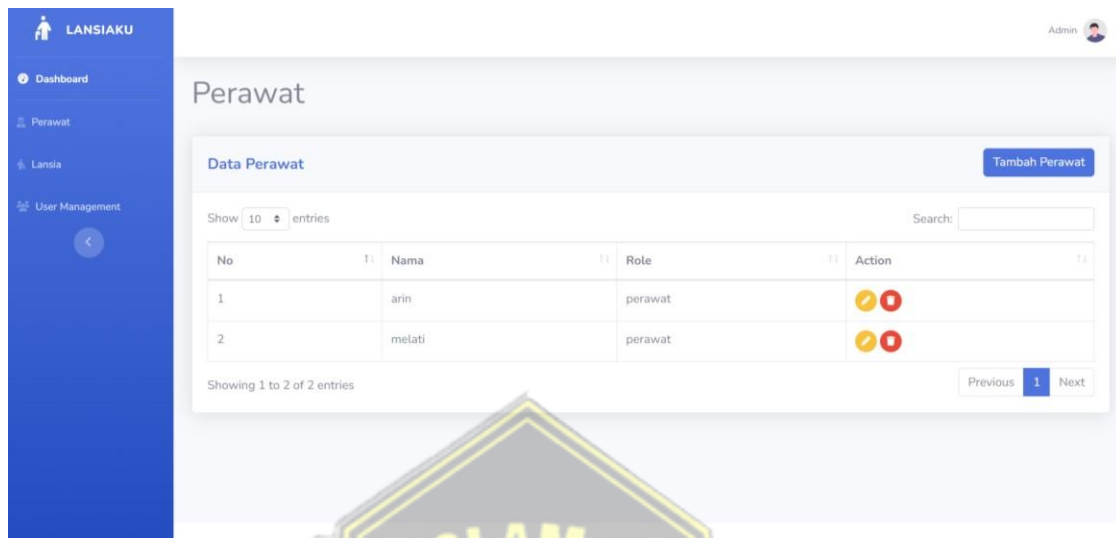 LANSIAKU
Admin
Dashboard
Perawat
Lansia
User Management
Perawat
Data Perawat
Tambah Perawat
Show 10 entries
Search:
No Nama Role Action
1 arin perawat
2 melati perawat
Showing 1 to 2 of 2 entries
Previous 1 Next